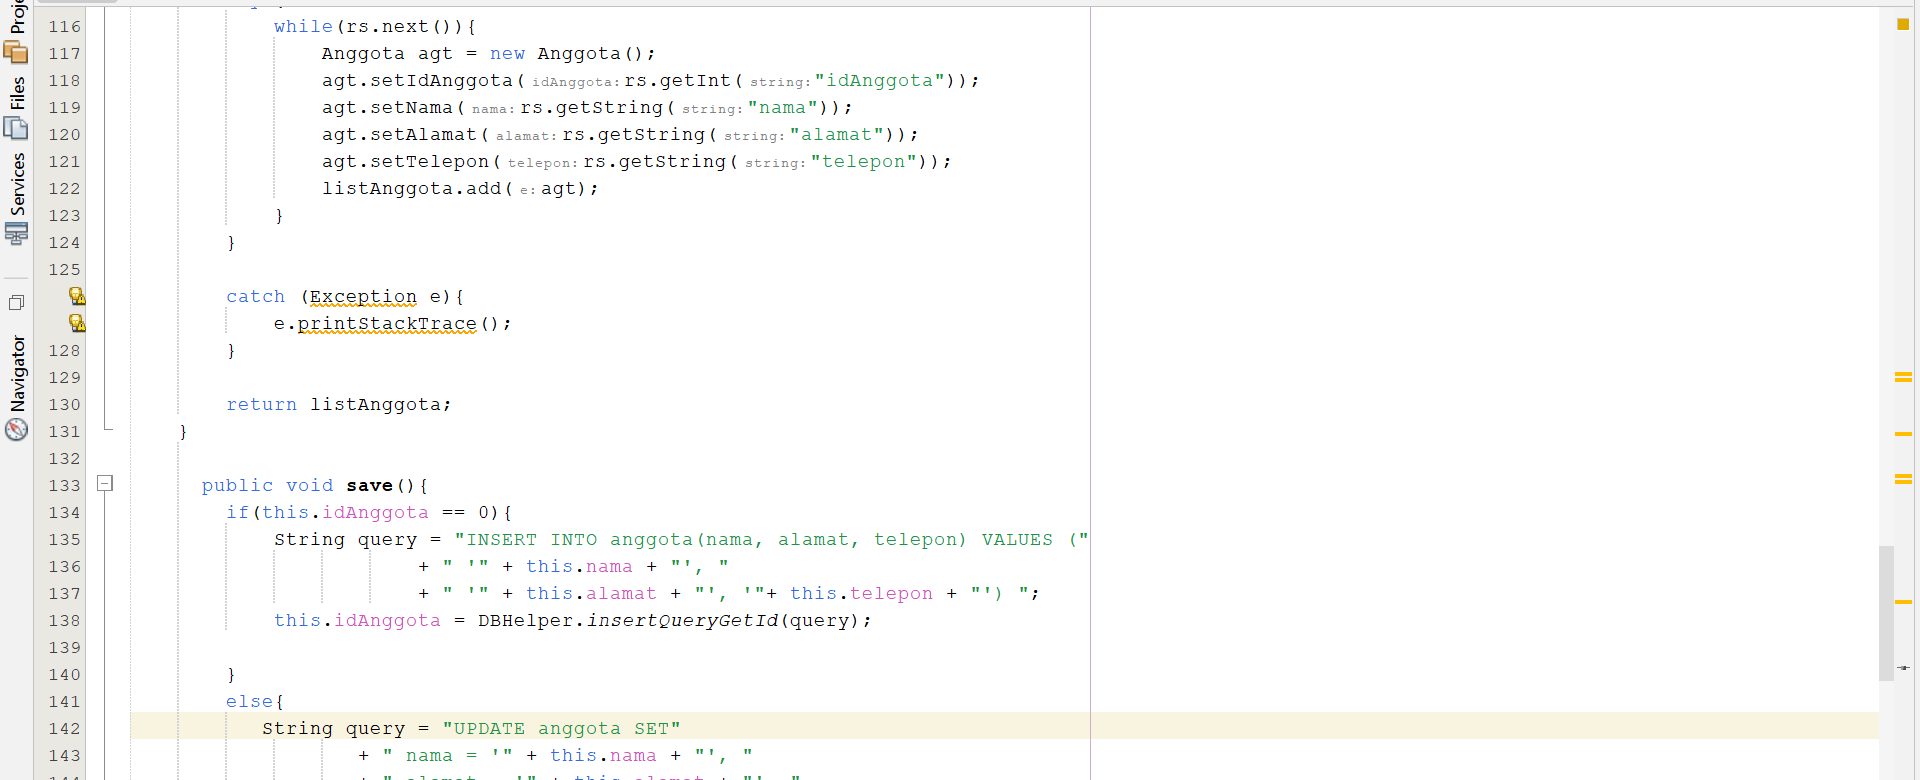 Proje
Files
Services
Navigator
116 while(rs.next()){
117 Anggota agt = new Anggota();
118 agt.setIdAnggota( idAnggota: rs.getInt( string: "idAnggota"));
119 agt.setNama( nama: rs.getString( string: "nama"));
120 agt.setAlamat( alamat: rs.getString( string: "alamat"));
121 agt.setTelepon( telepon: rs.getString( string: "telepon"));
122 listAnggota.add( e: agt);
123 }
124 }
125
catch (Exception e){
e.printStackTrace();
128 }
129
130 return listAnggota;
131 }
132
133 public void save(){
134 if(this.idAnggota == 0){
135 String query = "INSERT INTO anggota(nama, alamat, telepon) VALUES ("
136 + " '" + this.nama + "', "
137 + " '" + this.alamat + "', '"+ this.telepon + "') ";
138 this.idAnggota = DBHelper.insertQueryGetId(query);
139
140 }
141 else{
142 String query = "UPDATE anggota SET"
143 + " nama = '" + this.nama + "', "